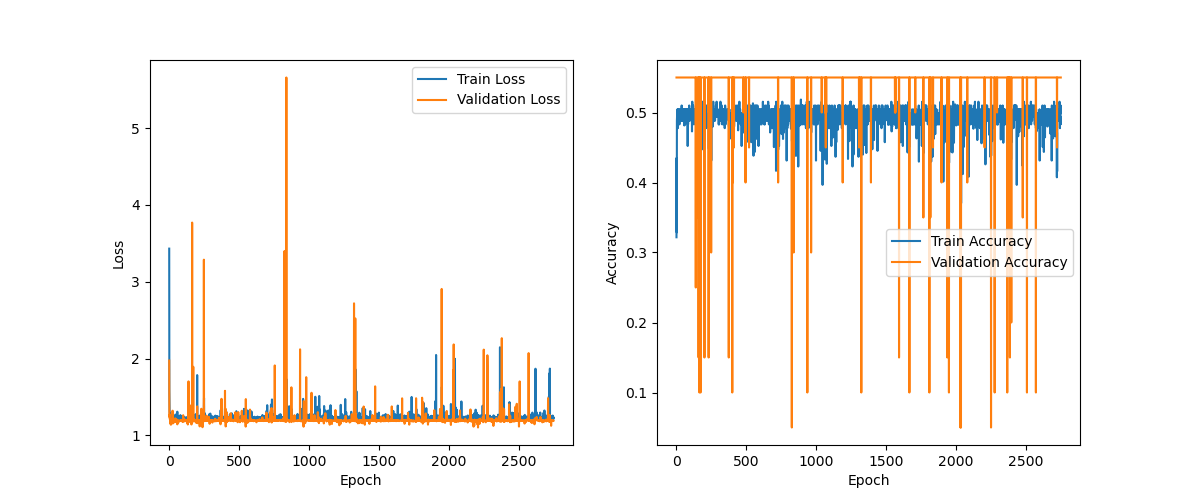 Train Loss
Validation Loss
5
4
3
2
1
Loss
0
500
1000
1500
2000
2500
Epoch
0.5
0.4
0.3
0.2
0.1
Accuracy
Train Accuracy
Validation Accuracy
0
500
1000
1500
2000
2500
Epoch